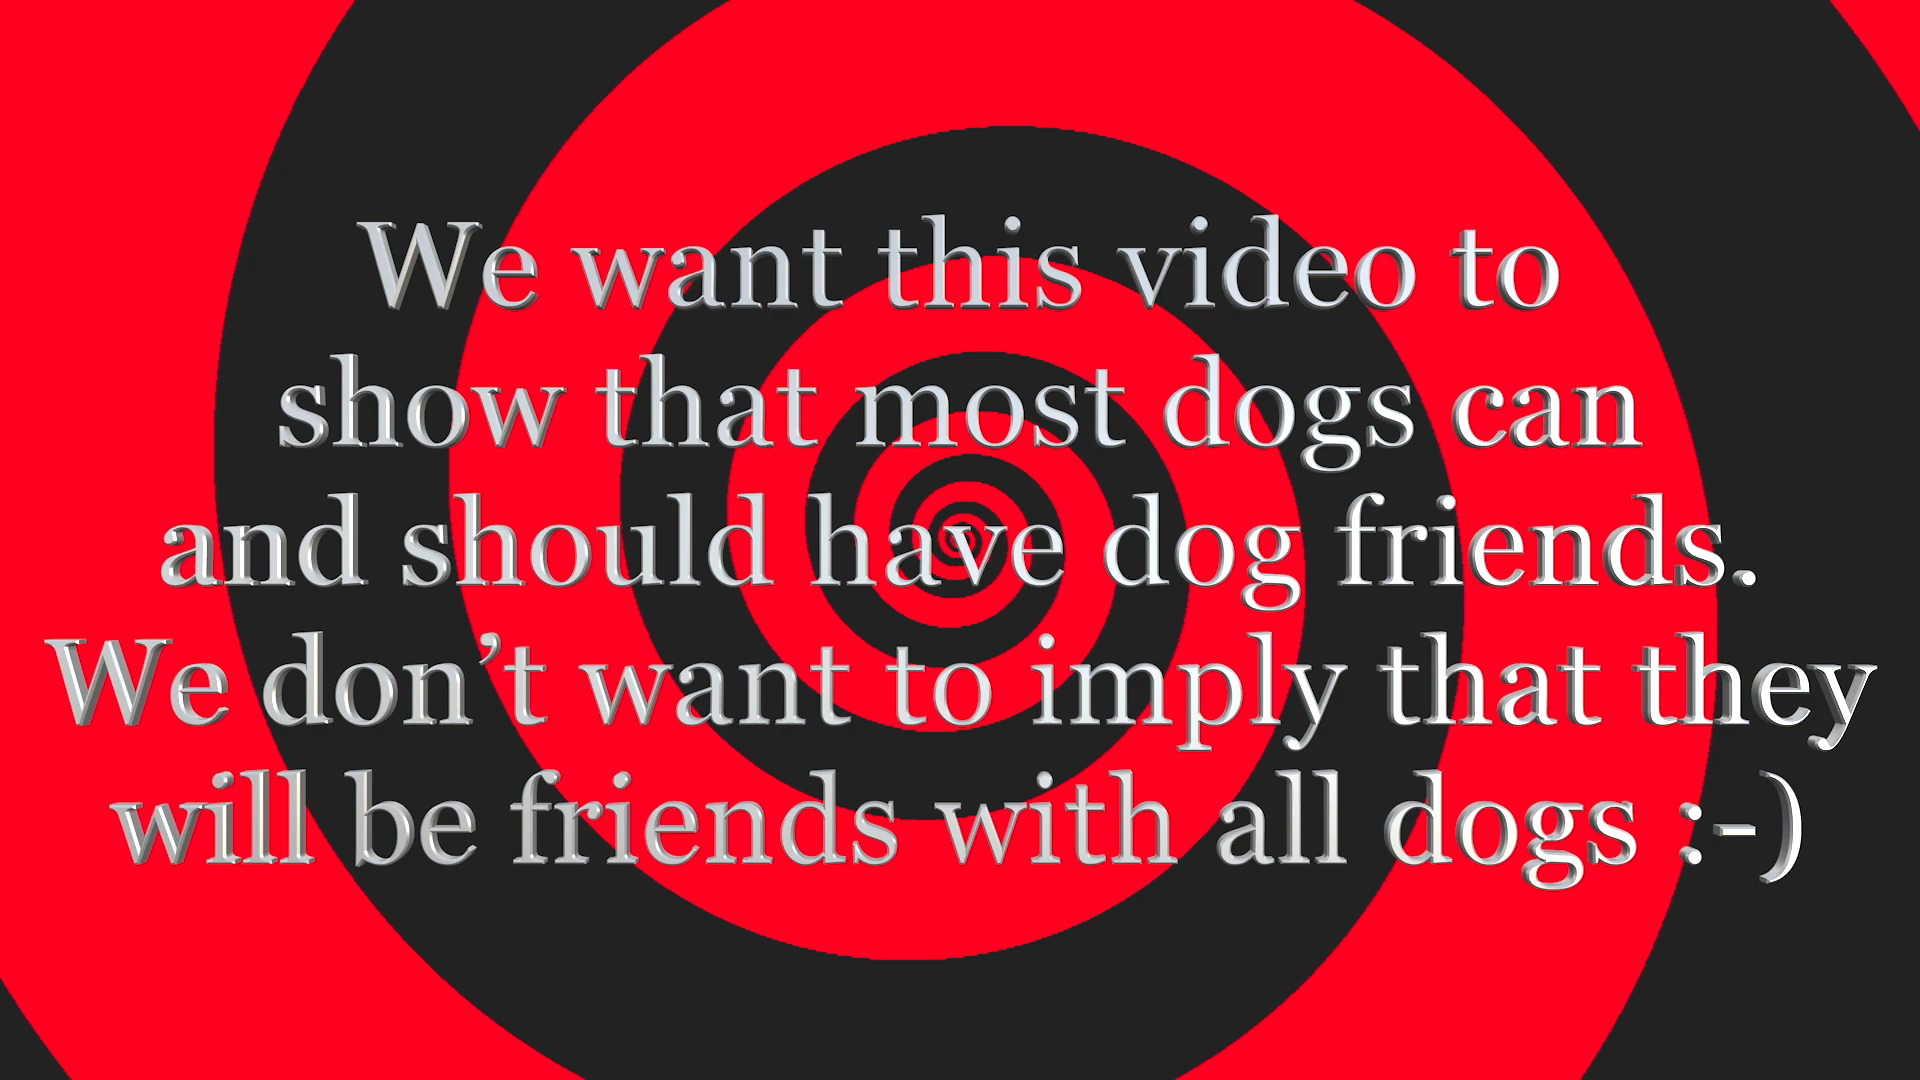 We want this video to
show that most dogs can
and should have dog friends.
We don’t want to imply that they
will be friends with all dogs :-)